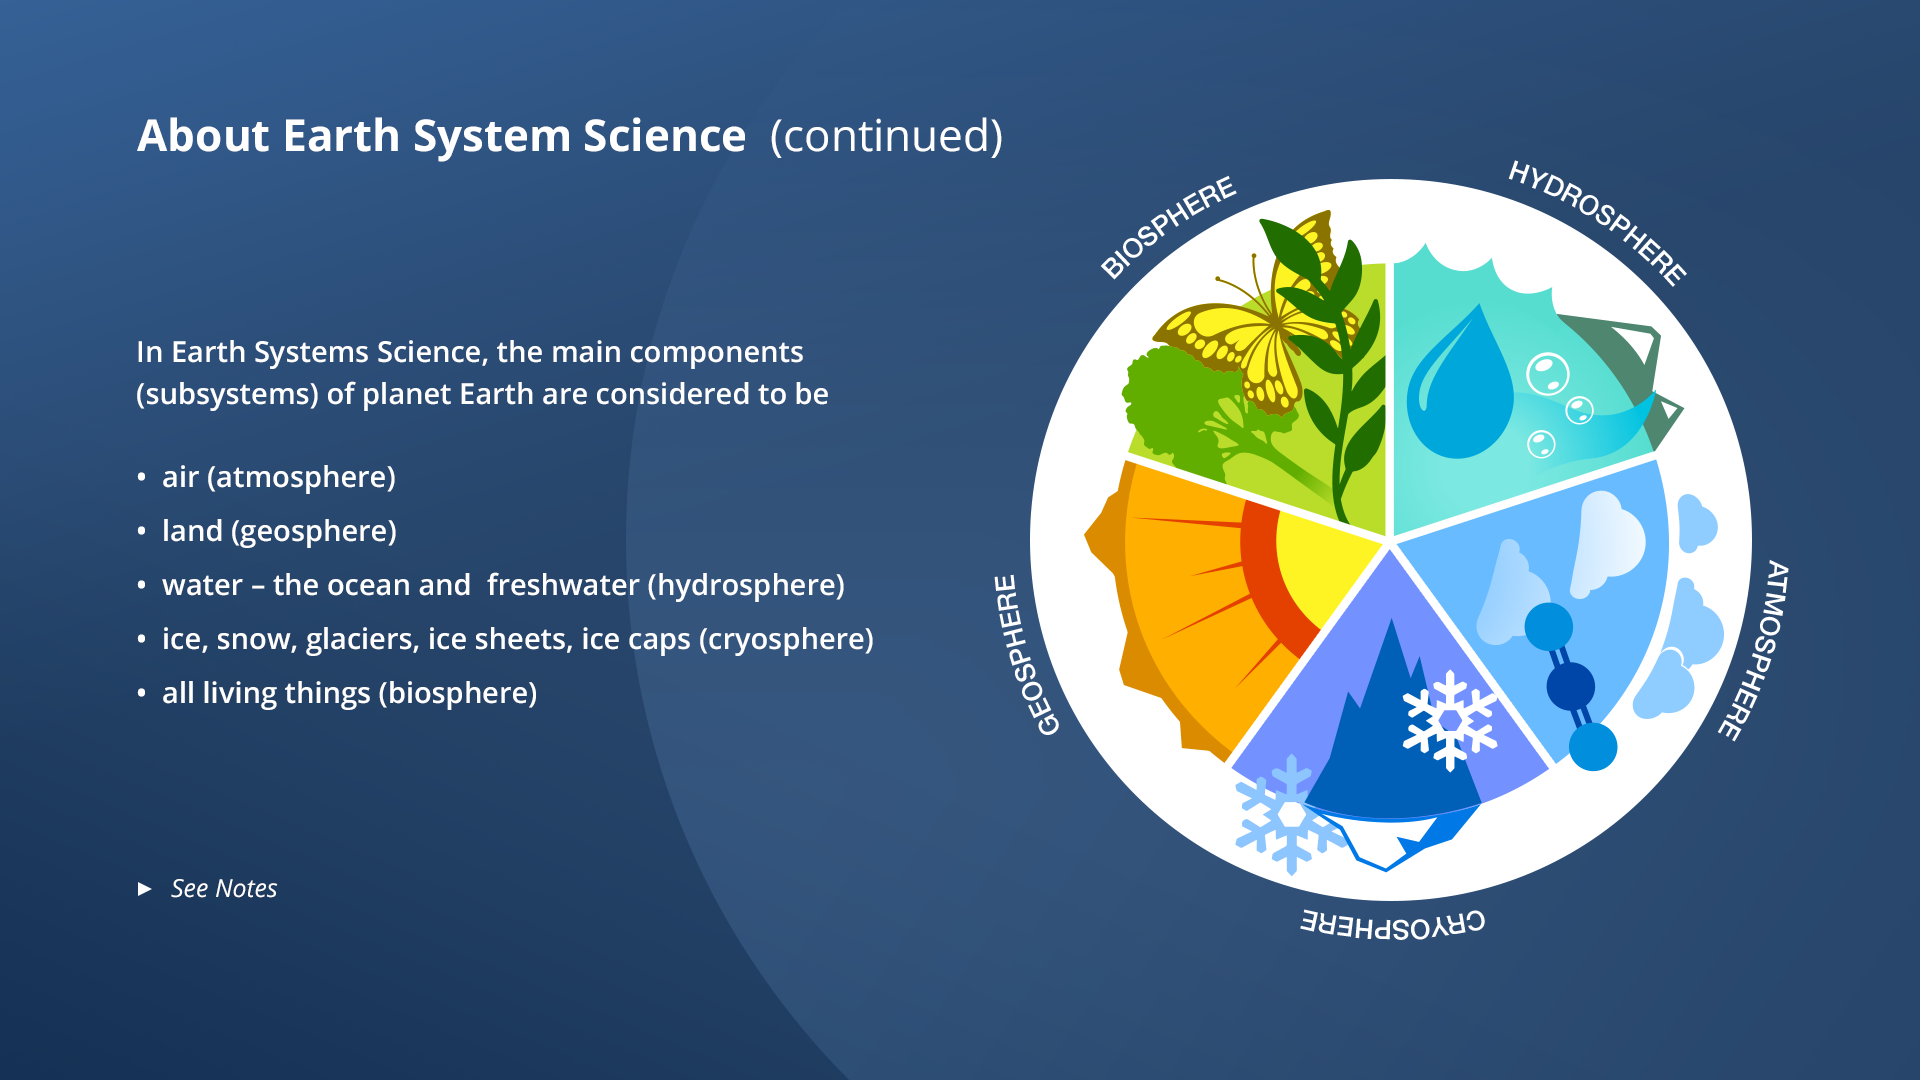 About Earth System Science (continued)
In Earth Systems Science, the main components
(subsystems) of planet Earth are considered to be
• air (atmosphere)
• land (geosphere)
• water – the ocean and  freshwater (hydrosphere)
• ice, snow, glaciers, ice sheets, ice caps (cryosphere)
• all living things (biosphere)
► See Notes
BIOSPHERE
HYDROSPHERE
GEOSPHERE
ATMOSPHERE
CRYOSPHERE